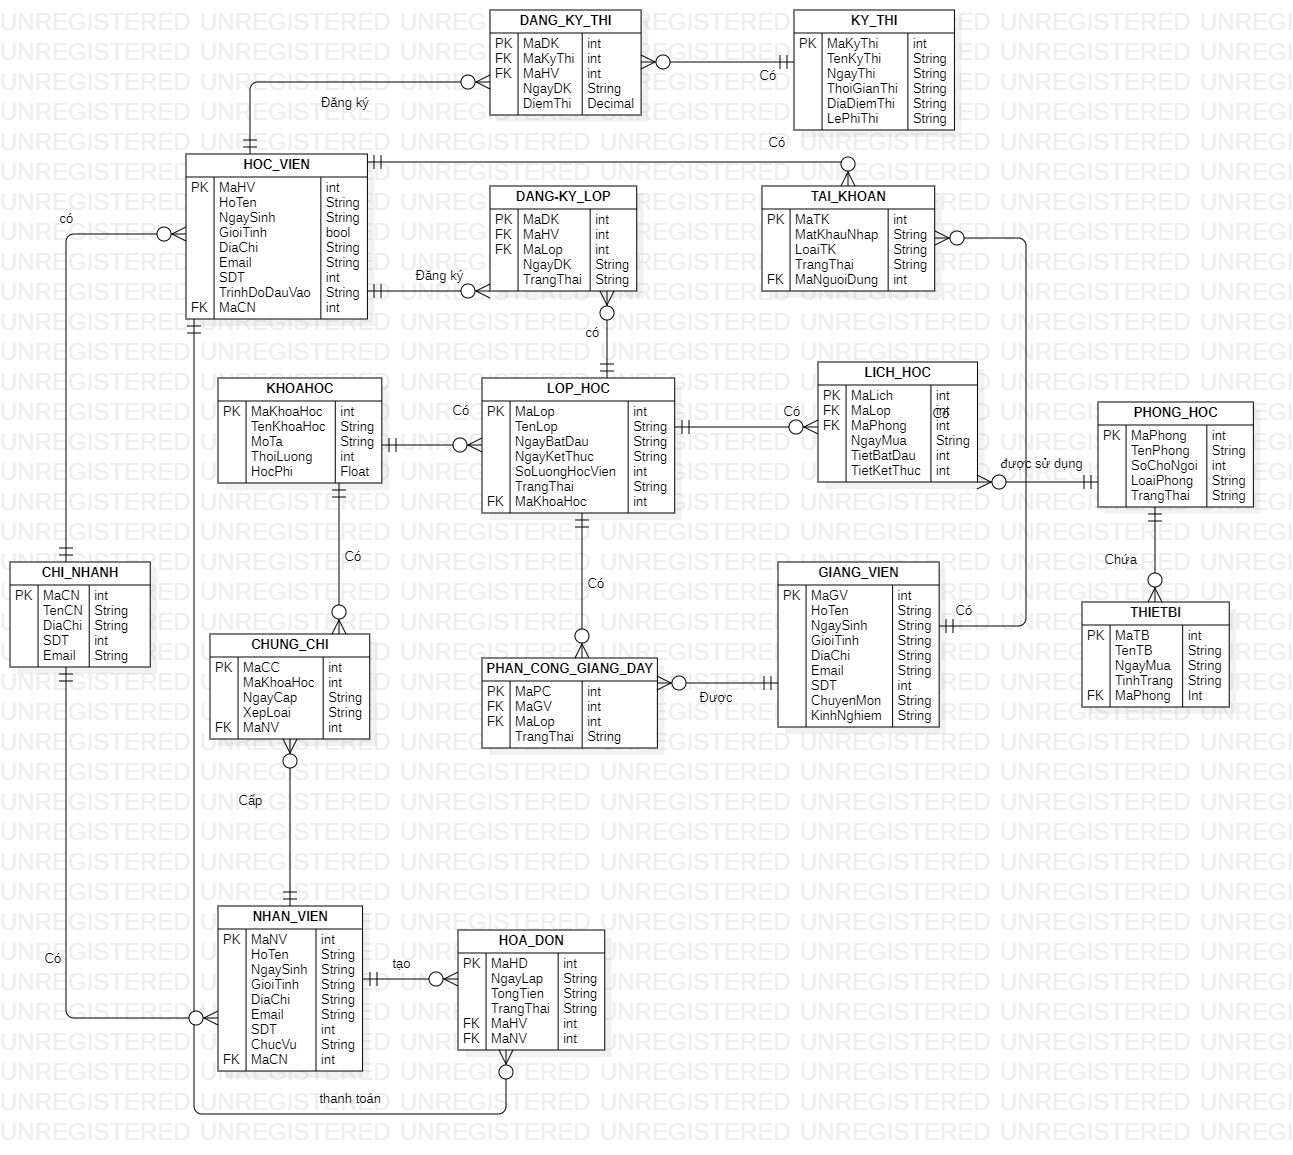 DANG_KY_THI
PK MaDK int
FK MaKyThi int
FK MaHV int
NgayDK String
DiemThi Decimal
KY_THI
PK MaKyThi int
TenKyThi String
NgayThi String
ThoiGianThi String
DiaDiemThi String
LePhiThi String
Có
Đăng ký
Có
HOC_VIEN
PK MaHV int
HoTen String
NgaySinh String
GioiTinh bool
DiaChi String
Email String
SDT int
TrinhDoDauVao String
FK MaCN int
DANG-KY_LOP
PK MaDK int
FK MaHV int
FK MaLop int
NgayDK String
TrangThai String
TAI_KHOAN
PK MaTK int
MatKhauNhap String
LoaiTK String
TrangThai String
FK MaNguoiDung int
có
Đăng ký
có
KHOAHOC
PK MaKhoaHoc int
TenKhoaHoc String
MoTa String
ThoiLuong int
HocPhi Float
Có
LOP_HOC
PK MaLop int
TenLop String
NgayBatDau String
NgayKetThuc String
SoLuongHocVien int
TrangThai String
FK MaKhoaHoc int
Có
LICH_HOC
PK MaLich int
FK MaLop int
FK MaPhong int
NgayMua String
TietBatDau int
TietKetThuc int
Có
được sử dụng
PHONG_HOC
PK MaPhong int
TenPhong String
SoChoNgoi int
LoaiPhong String
TrangThai String
Có
Có
Chứa
CHI_NHANH
PK MaCN int
TenCN String
DiaChi String
SDT int
Email String
CHUNG_CHI
PK MaCC int
MaKhoaHoc int
NgayCap String
XepLoai String
FK MaNV int
PHAN_CONG_GIANG_DAY
PK MaPC int
FK MaGV int
FK MaLop int
TrangThai String
Được
GIANG_VIEN
PK MaGV int
HoTen String
NgaySinh String
GioiTinh String
DiaChi String
Email String
SDT int
ChuyenMon String
KinhNghiem String
Có
THIETBI
PK MaTB int
TenTB String
NgayMua String
TinhTrang String
FK MaPhong Int
Cấp
Có
NHAN_VIEN
PK MaNV int
HoTen String
NgaySinh String
GioiTinh String
DiaChi String
Email String
SDT int
ChucVu String
FK MaCN int
tạo
HOA_DON
PK MaHD int
NgayLap String
TongTien String
TrangThai String
FK MaHV int
FK MaNV int
thanh toán